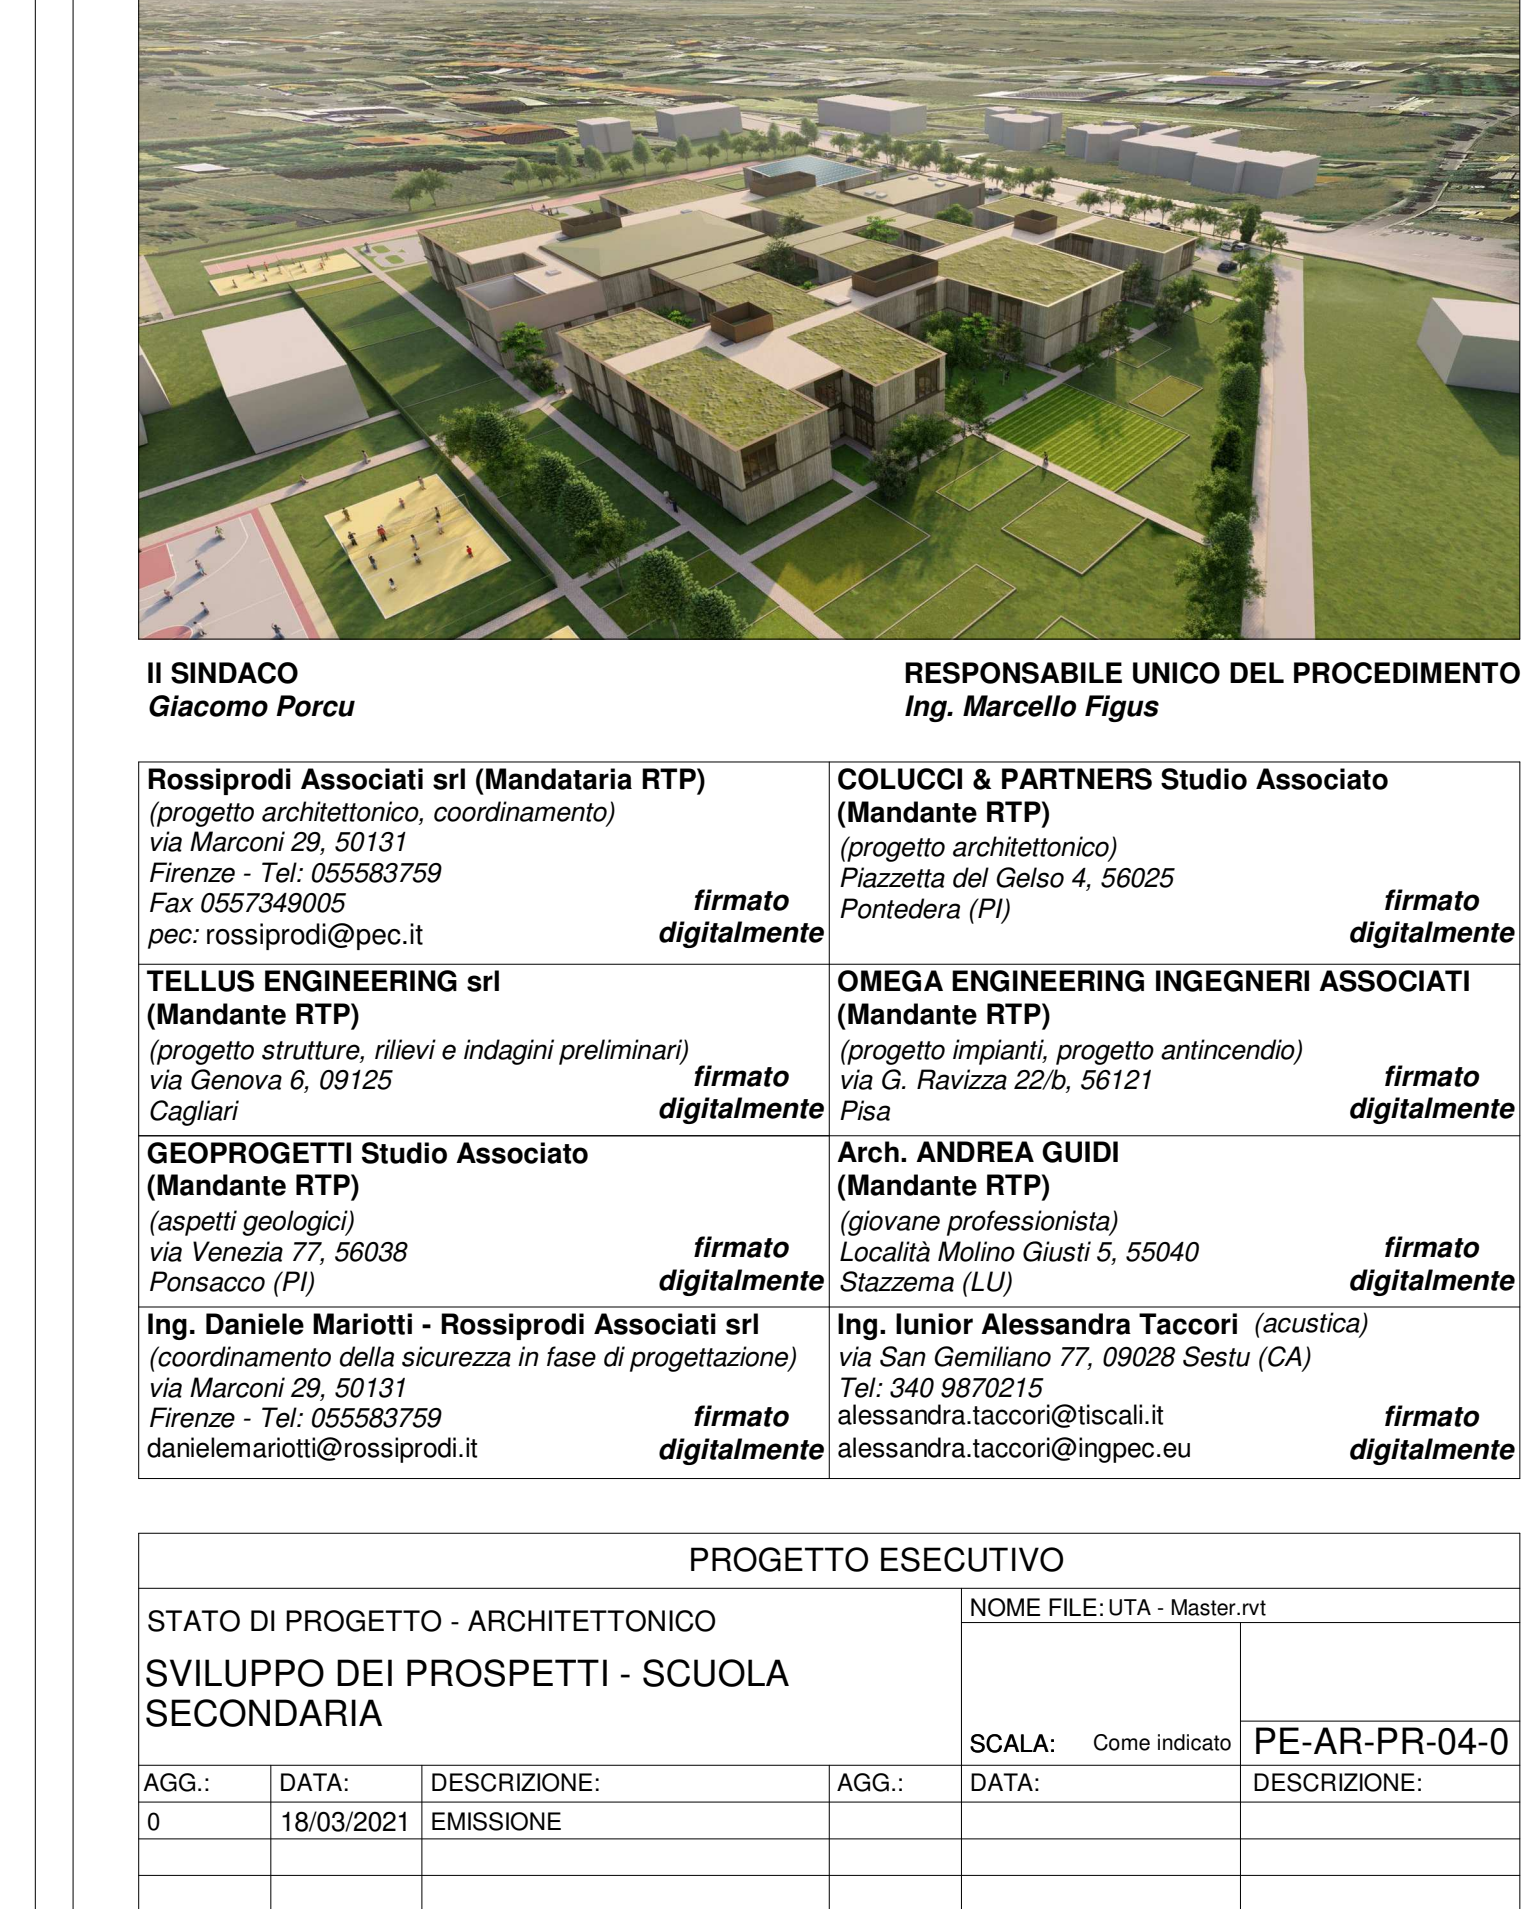 Il SINDACO
Giacomo Porcu
RESPONSABILE UNICO DEL PROCEDIMENTO
Ing. Marcello Figus
Rossiprodi Associati srl (Mandataria RTP)
(progetto architettonico, coordinamento)
via Marconi 29, 50131
Firenze - Tel: 055583759
Fax 0557349005
pec: rossiprodi@pec.it
firmato
digitalmente
COLUCCI & PARTNERS Studio Associato
(Mandante RTP)
(progetto architettonico)
Piazzetta del Gelso 4, 56025
Pontedera (PI)
firmato
digitalmente
TELLUS ENGINEERING srl
(Mandante RTP)
(progetto strutture, rilievi e indagini preliminari)
via Genova 6, 09125
Cagliari
firmato
digitalmente
OMEGA ENGINEERING INGEGNERI ASSOCIATI
(Mandante RTP)
(progetto impianti, progetto antincendio)
via G. Ravizza 22/b, 56121
Pisa
firmato
digitalmente
GEOPROGETTI Studio Associato
(Mandante RTP)
(aspetti geologici)
via Venezia 77, 56038
Ponsacco (PI)
firmato
digitalmente
Arch. ANDREA GUIDI
(Mandante RTP)
(giovane professionista)
Località Molino Giusti 5, 55040
Stazzema (LU)
firmato
digitalmente
Ing. Daniele Mariotti - Rossiprodi Associati srl
(coordinamento della sicurezza in fase di progettazione)
via Marconi 29, 50131
Firenze - Tel: 055583759
danielemariotti@rossiprodi.it
firmato
digitalmente
Ing. Iunior Alessandra Taccori (acustica)
via San Gemiliano 77, 09028 Sestu (CA)
Tel: 340 9870215
alessandra.taccori@tiscali.it
alessandra.taccori@ingpec.eu
firmato
digitalmente
PROGETTO ESECUTIVO
STATO DI PROGETTO - ARCHITETTONICO
SVILUPPO DEI PROSPETTI - SCUOLA
SECONDARIA
NOME FILE: UTA - Master.rvt
SCALA: Come indicato
PE-AR-PR-04-0
AGG.: DATA: DESCRIZIONE: AGG.: DATA: DESCRIZIONE:
0 18/03/2021 EMISSIONE